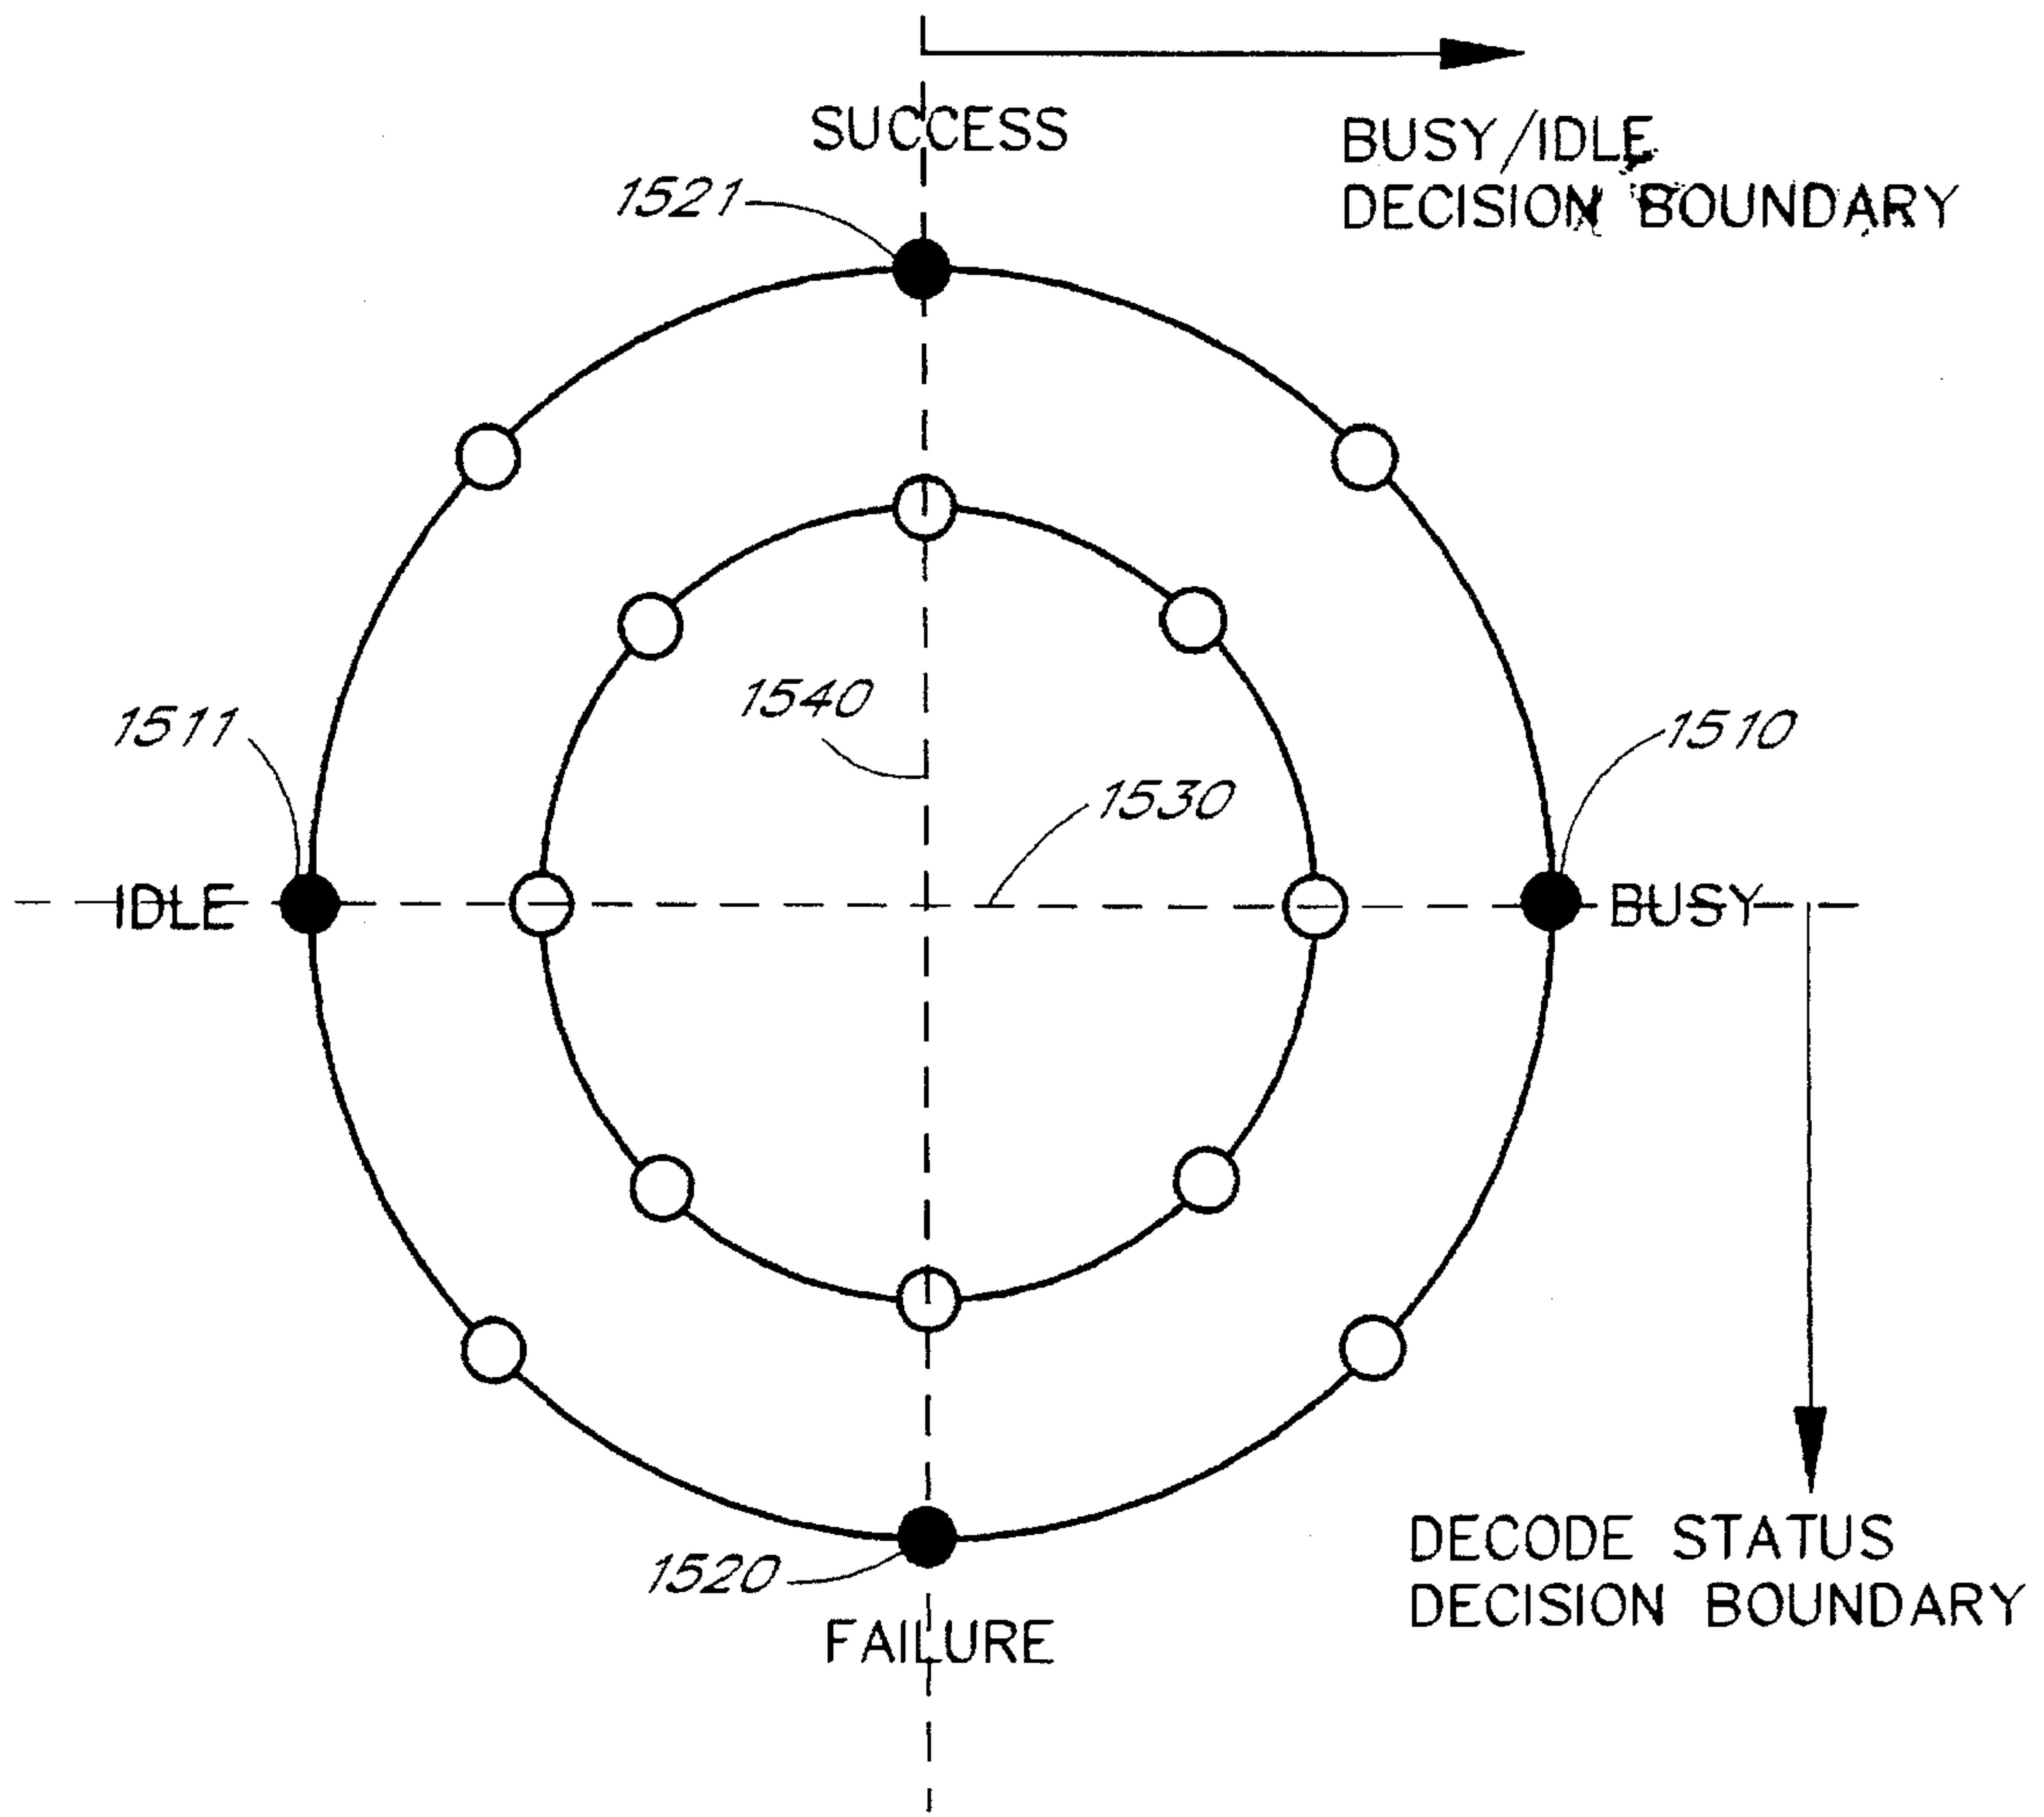 SUCCESS
BUSY/IDLE
DECISION BOUNDARY
1521
1540
1511
1510
1530
IDLE
BUSY
DECODE STATUS
DECISION BOUNDARY
1520
FAILURE